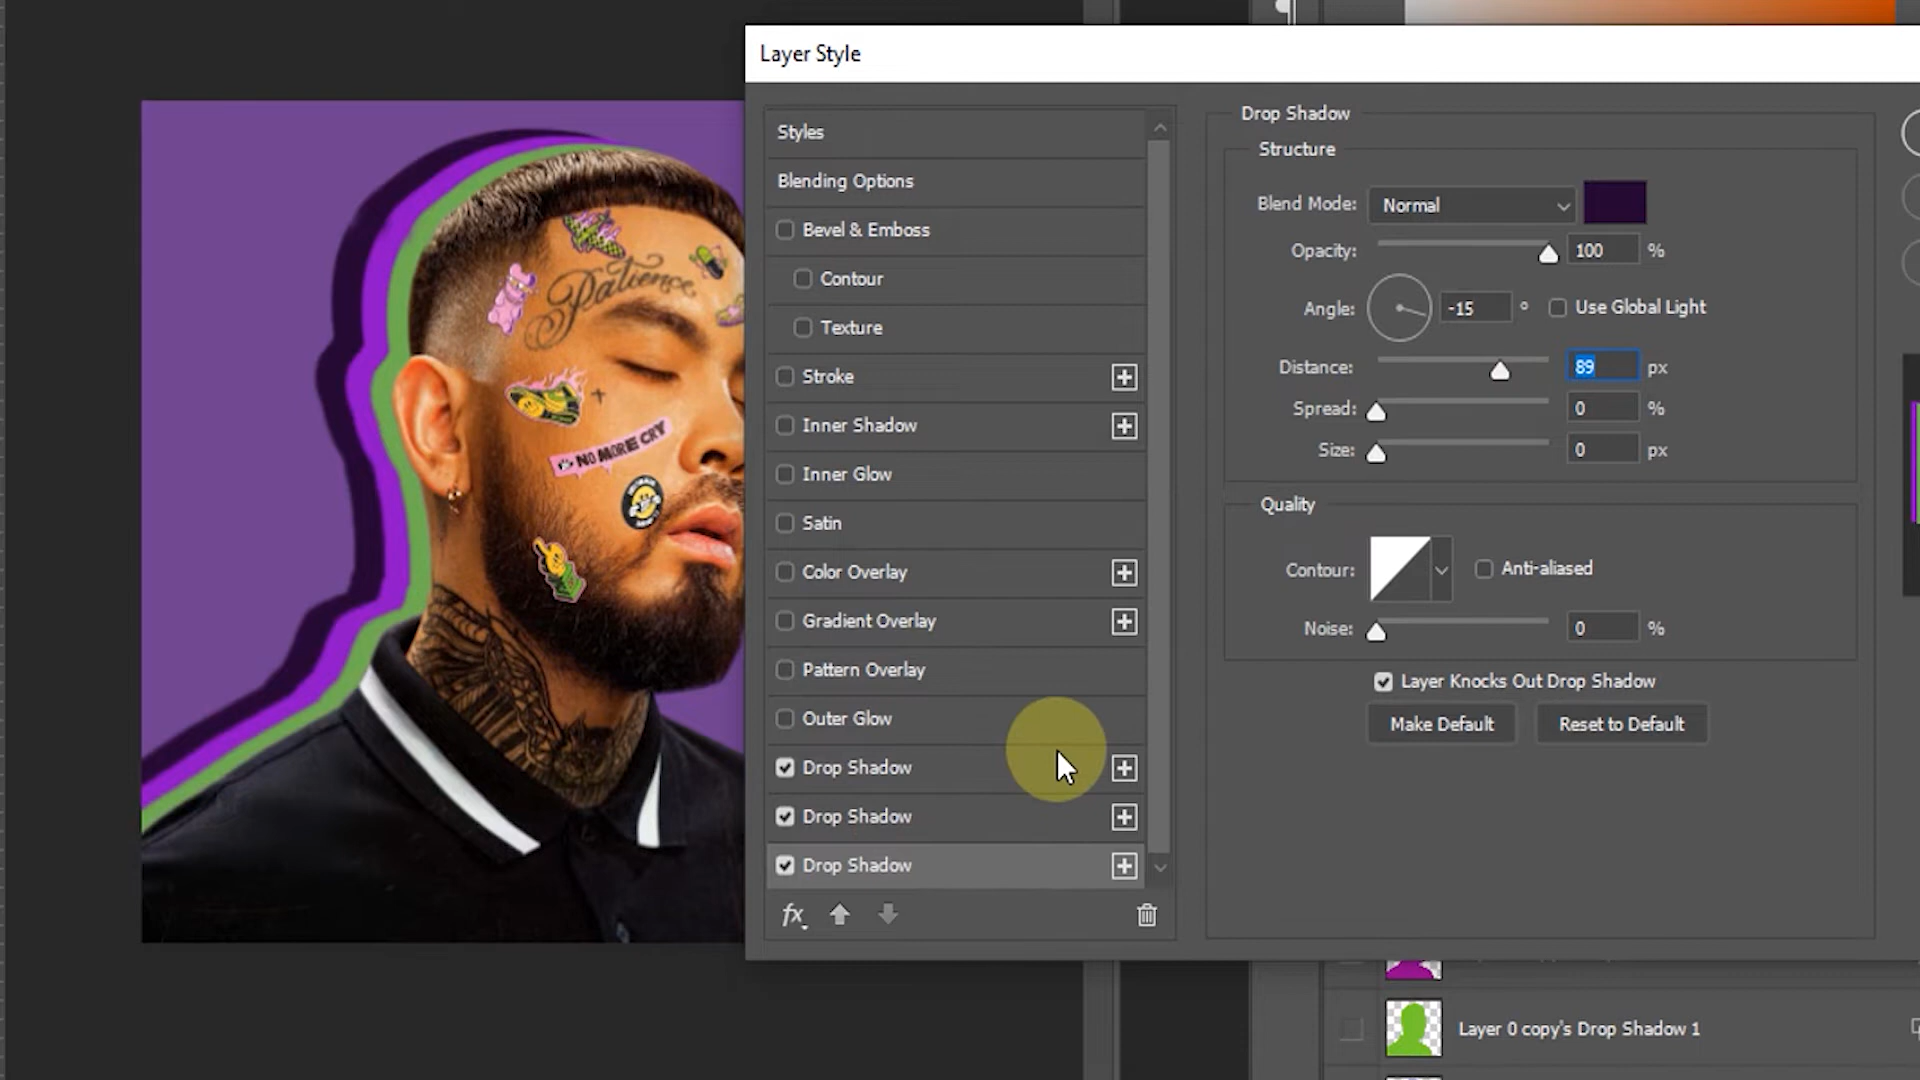 Layer Style
Styles
Blending Options
Bevel & Emboss
Contour
Texture
Stroke
Inner Shadow
Inner Glow
Satin
Color Overlay
Gradient Overlay
Pattern Overlay
Outer Glow
Drop Shadow
Drop Shadow
Drop Shadow
fx
Drop Shadow
Structure
Blend Mode: Normal
Opacity: 100 %
Angle: -15 ° Use Global Light
Distance: 89 px
Spread: 0 %
Size: 0 px
Quality
Contour: Anti-aliased
Noise: 0 %
Layer Knocks Out Drop Shadow
Make Default Reset to Default
Layer 0 copy's Drop Shadow 1
Patience
NO MORE CRY